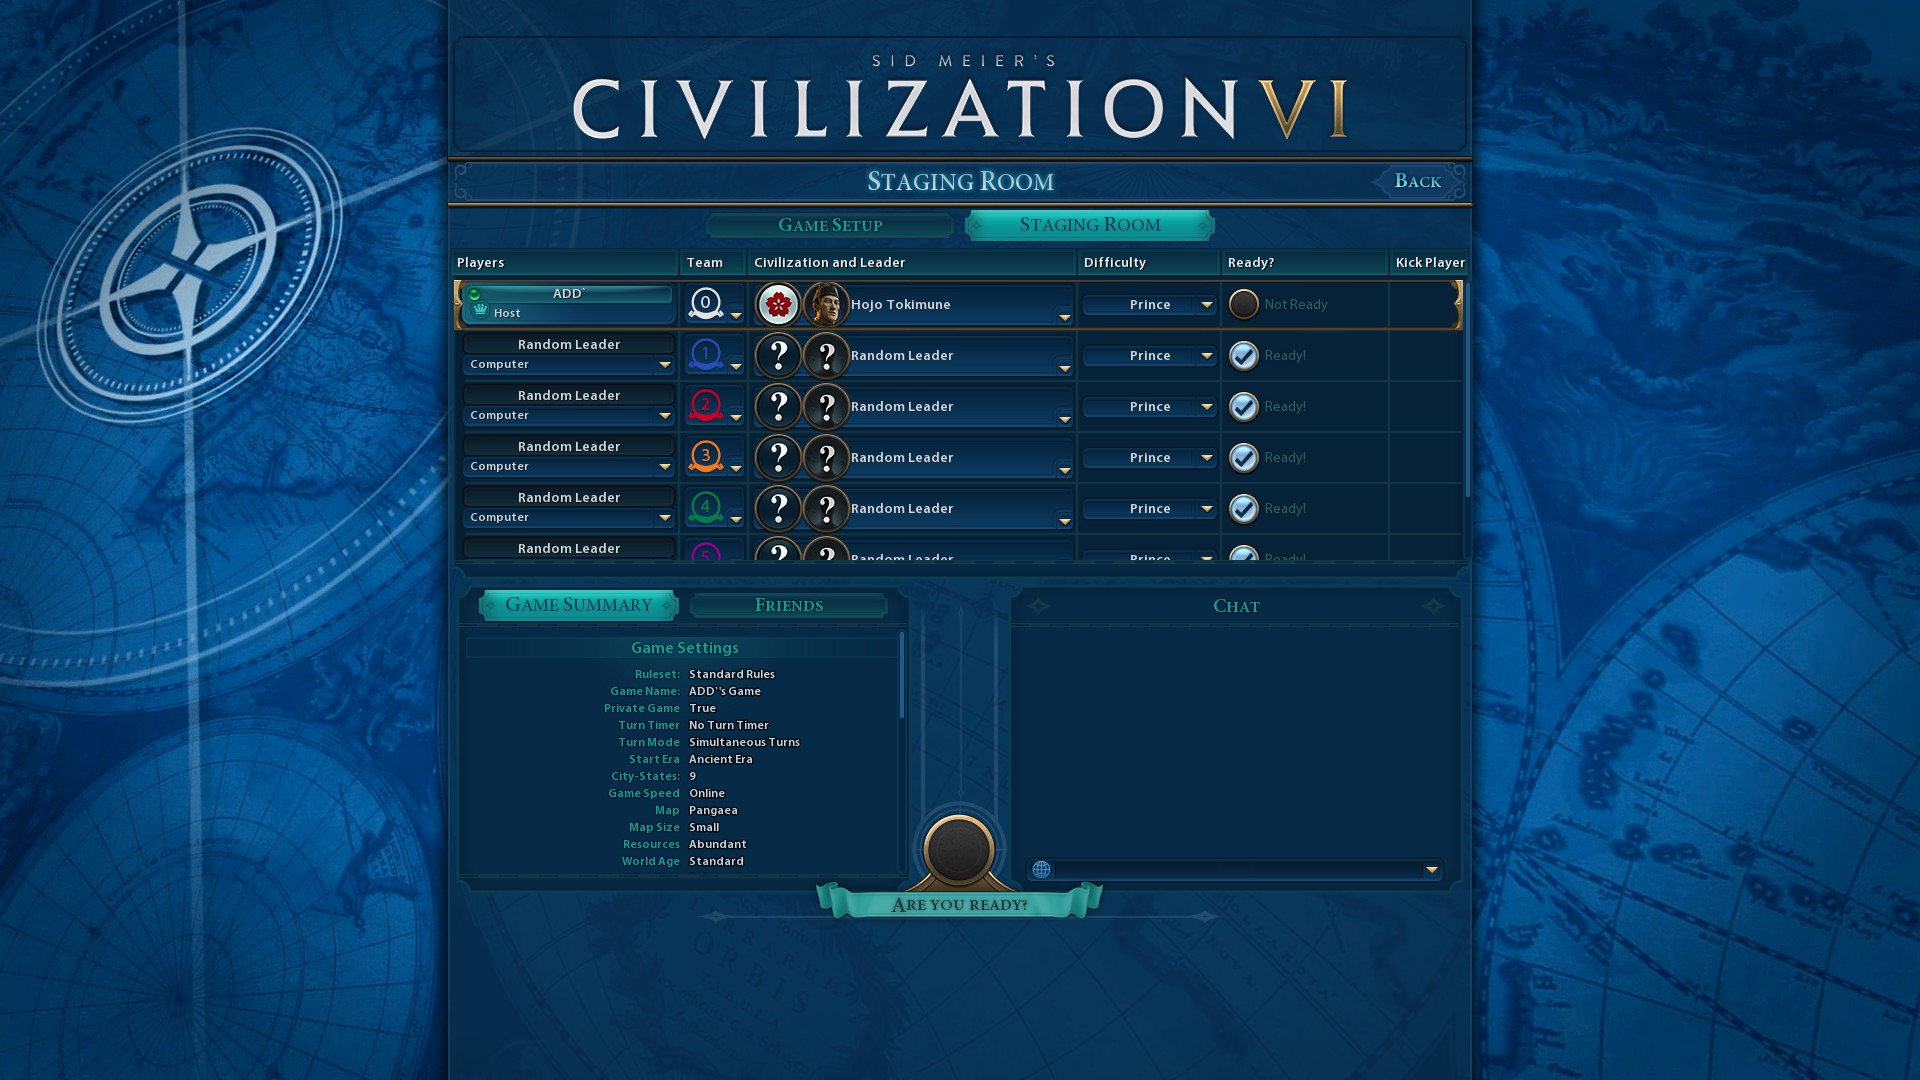 SID MEIER'S
CIVILIZATION VI
STAGING ROOM
BACK
GAME SETUP
STAGING ROOM
Players Team Civilization and Leader Difficulty Ready? Kick Player
ADD`
Host
0 Hojo Tokimune Prince Not Ready
Random Leader
Computer
1 ? ? Random Leader Prince Ready!
Random Leader
Computer
2 ? ? Random Leader Prince Ready!
Random Leader
Computer
3 ? ? Random Leader Prince Ready!
Random Leader
Computer
4 ? ? Random Leader Prince Ready!
Random Leader
5 ? ? Random Leader Prince Ready!
GAME SUMMARY
FRIENDS
Game Settings
Ruleset: Standard Rules
Game Name: ADD`'s Game
Private Game True
Turn Timer No Turn Timer
Turn Mode Simultaneous Turns
Start Era Ancient Era
City-States: 9
Game Speed Online
Map Pangaea
Map Size Small
Resources Abundant
World Age Standard
CHAT
ARE YOU READY?